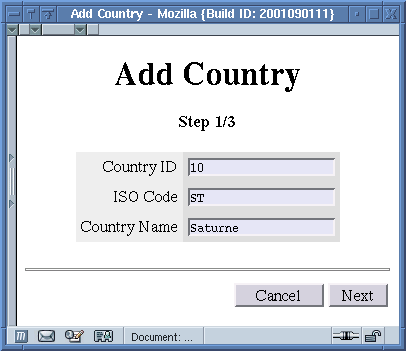 Add Country - Mozilla {Build ID: 2001090111}
Add Country
Step 1/3
Country ID 10
ISO Code ST
Country Name Saturne
Cancel Next
Document: ...